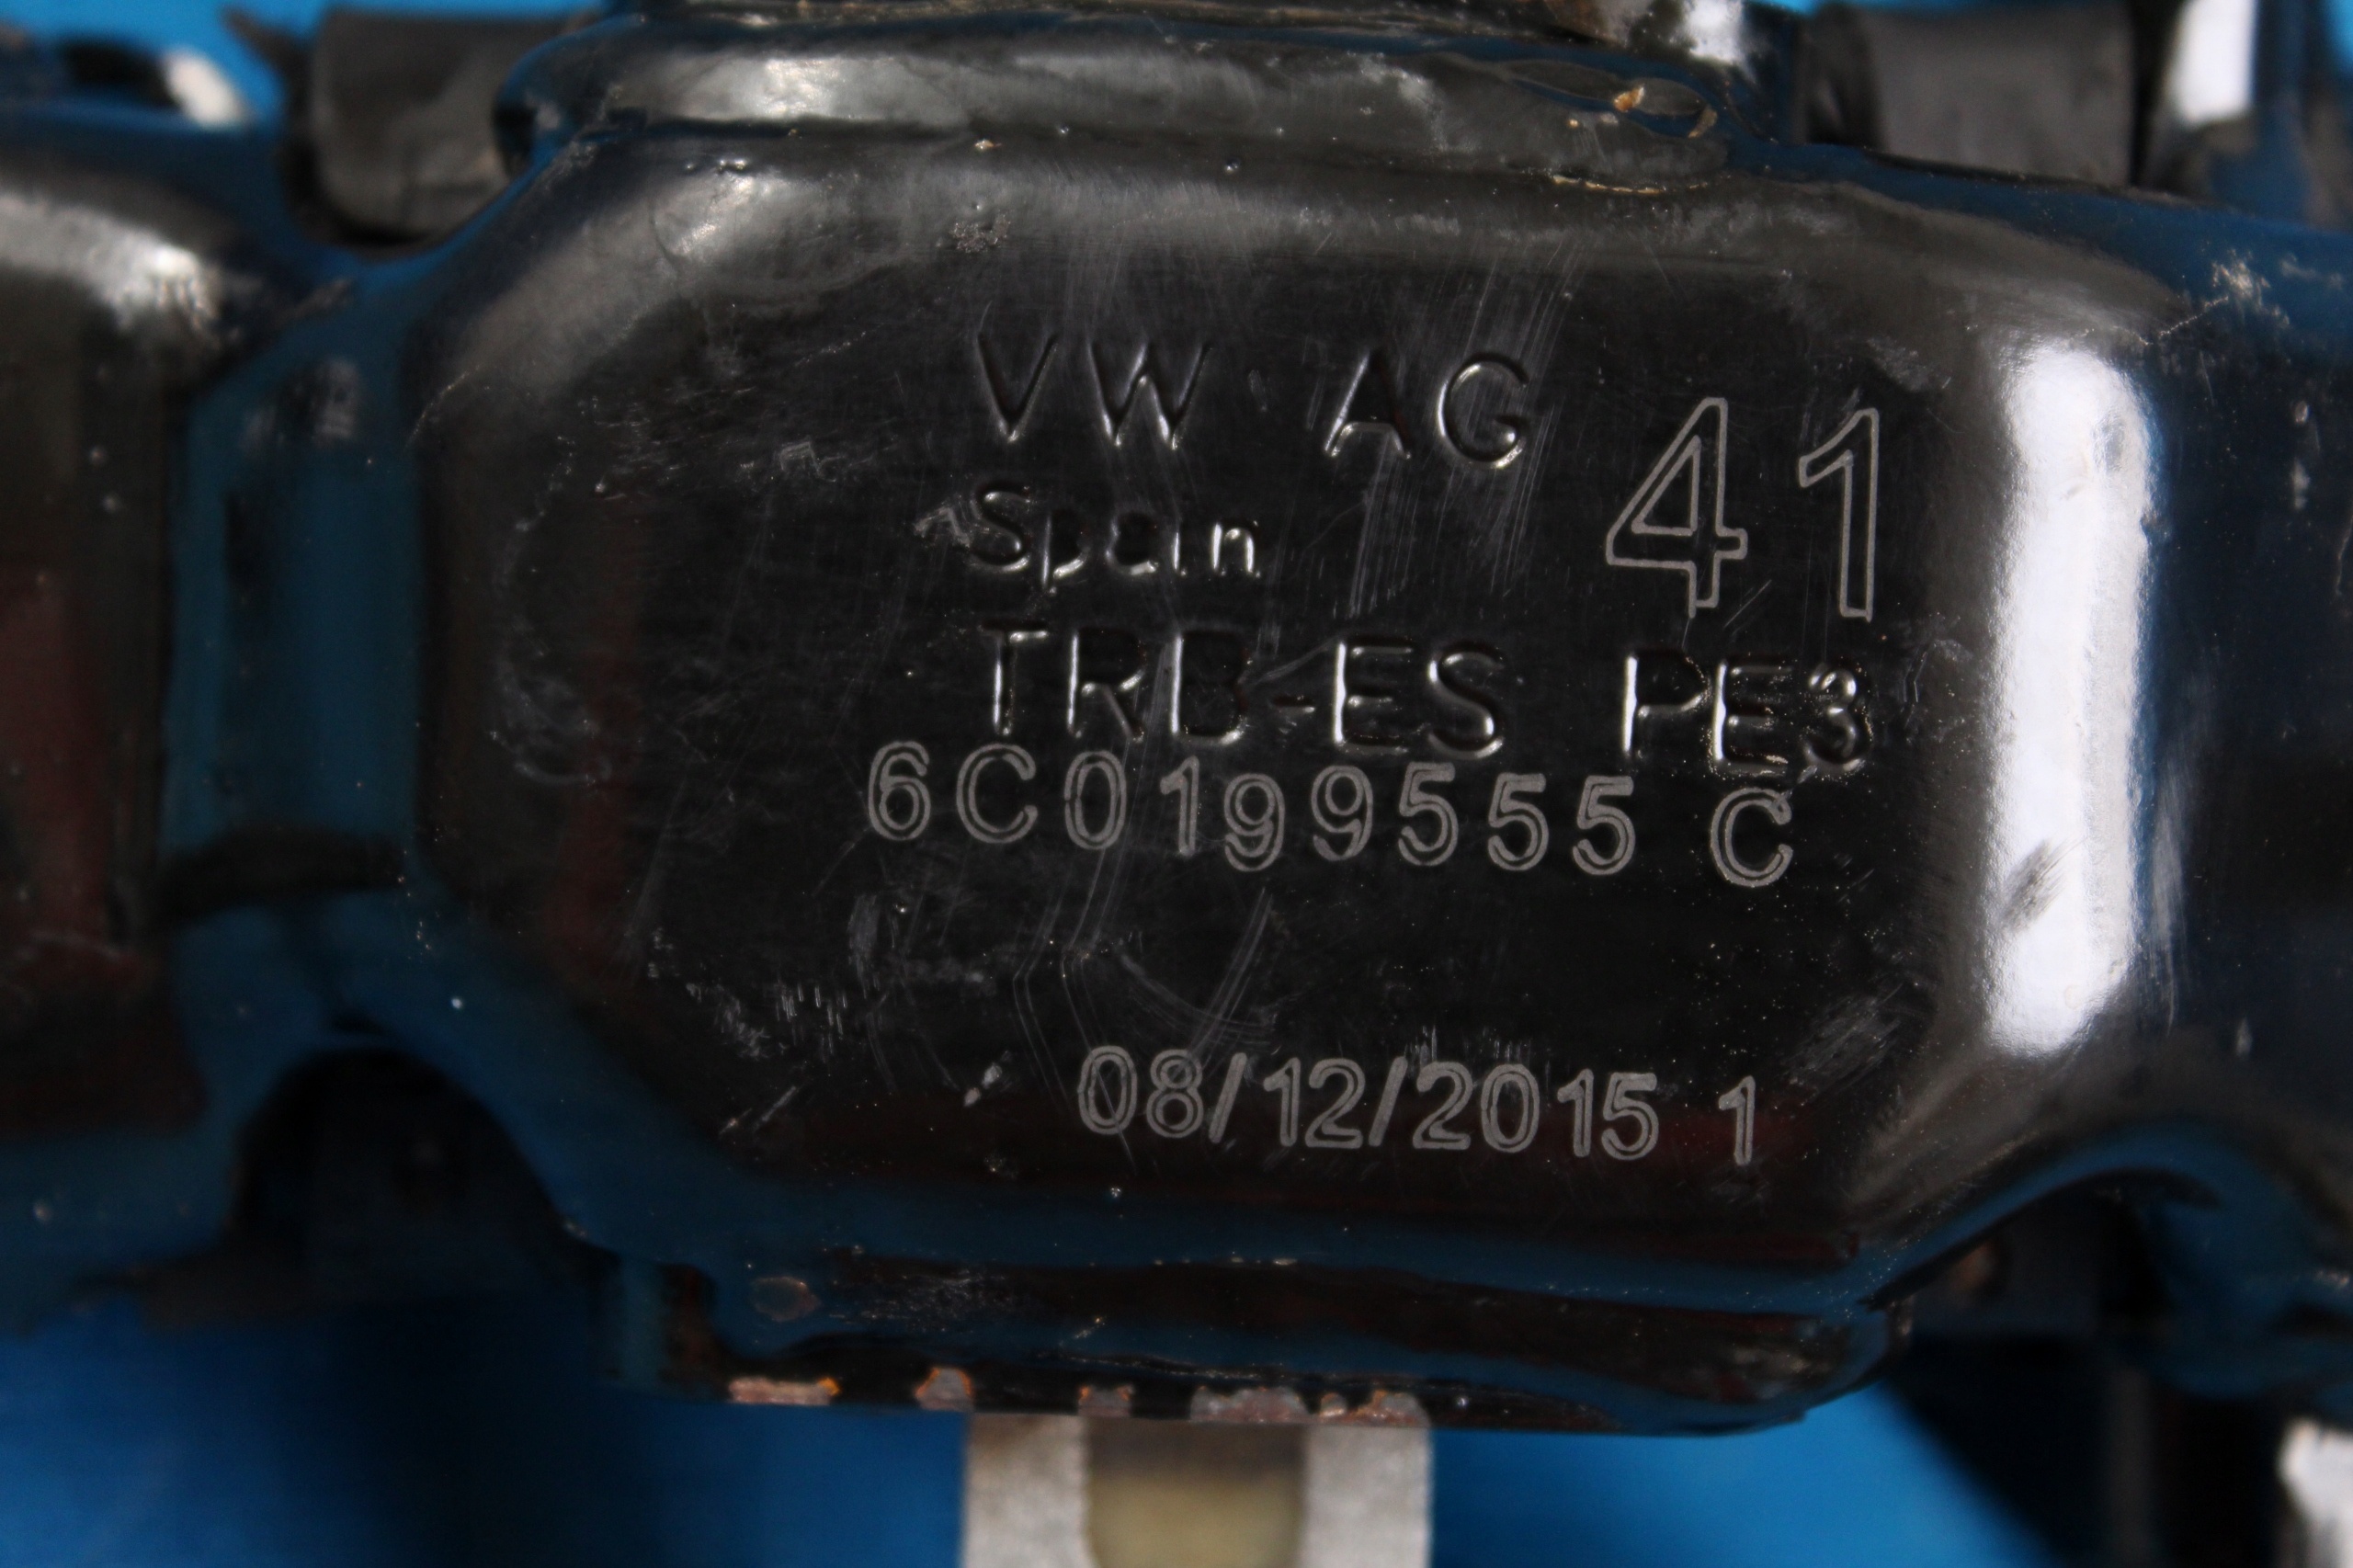 VW AG
41
Spain
TRB-ES PE3
6C0199555 C
08/12/2015 1